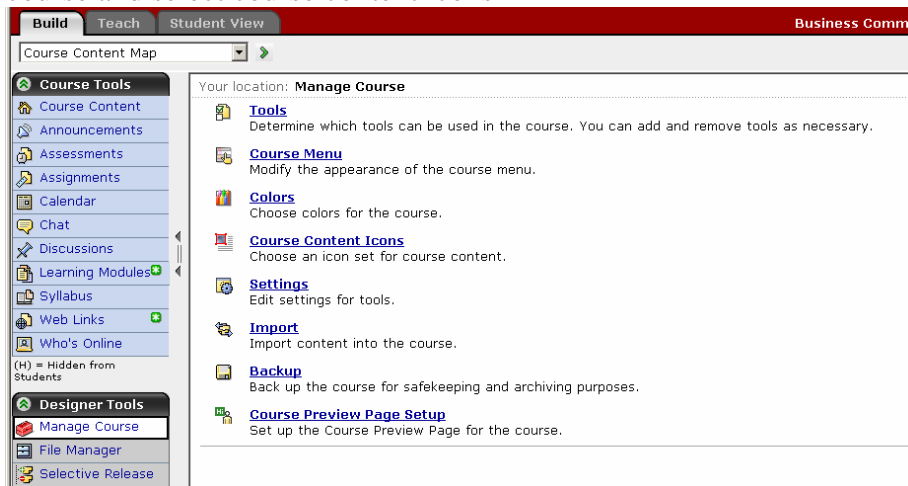 Build
Teach
Student View
Business Comm
Course Content Map
Course Tools
Course Content
Announcements
Assessments
Assignments
Calendar
Chat
Discussions
Learning Modules
Syllabus
Web Links
Who's Online
(H) = Hidden from
Students
Designer Tools
Manage Course
File Manager
Selective Release
Your location: Manage Course
Tools
Determine which tools can be used in the course. You can add and remove tools as necessary.
Course Menu
Modify the appearance of the course menu.
Colors
Choose colors for the course.
Course Content Icons
Choose an icon set for course content.
Settings
Edit settings for tools.
Import
Import content into the course.
Backup
Back up the course for safekeeping and archiving purposes.
Course Preview Page Setup
Set up the Course Preview Page for the course.